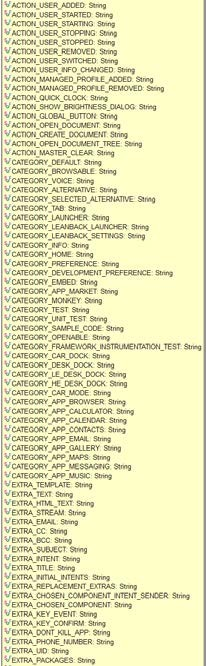 ACTION_USER_ADDED: String
ACTION_USER_STARTED: String
ACTION_USER_STARTING: String
ACTION_USER_STOPPING: String
ACTION_USER_STOPPED: String
ACTION_USER_REMOVED: String
ACTION_USER_SWITCHED: String
ACTION_USER_INFO_CHANGED: String
ACTION_MANAGED_PROFILE_ADDED: String
ACTION_MANAGED_PROFILE_REMOVED: String
ACTION_QUICK_CLOCK: String
ACTION_SHOW_BRIGHTNESS_DIALOG: String
ACTION_GLOBAL_BUTTON: String
ACTION_OPEN_DOCUMENT: String
ACTION_CREATE_DOCUMENT: String
ACTION_OPEN_DOCUMENT_TREE: String
ACTION_MASTER_CLEAR: String
CATEGORY_DEFAULT: String
CATEGORY_BROWSABLE: String
CATEGORY_VOICE: String
CATEGORY_ALTERNATIVE: String
CATEGORY_SELECTED_ALTERNATIVE: String
CATEGORY_TAB: String
CATEGORY_LAUNCHER: String
CATEGORY_LEANBACK_LAUNCHER: String
CATEGORY_LEANBACK_SETTINGS: String
CATEGORY_INFO: String
CATEGORY_HOME: String
CATEGORY_PREFERENCE: String
CATEGORY_DEVELOPMENT_PREFERENCE: String
CATEGORY_EMBED: String
CATEGORY_APP_MARKET: String
CATEGORY_MONKEY: String
CATEGORY_TEST: String
CATEGORY_UNIT_TEST: String
CATEGORY_SAMPLE_CODE: String
CATEGORY_OPENABLE: String
CATEGORY_FRAMEWORK_INSTRUMENTATION_TEST: String
CATEGORY_CAR_DOCK: String
CATEGORY_DESK_DOCK: String
CATEGORY_LE_DESK_DOCK: String
CATEGORY_HE_DESK_DOCK: String
CATEGORY_CAR_MODE: String
CATEGORY_APP_BROWSER: String
CATEGORY_APP_CALCULATOR: String
CATEGORY_APP_CALENDAR: String
CATEGORY_APP_CONTACTS: String
CATEGORY_APP_EMAIL: String
CATEGORY_APP_GALLERY: String
CATEGORY_APP_MAPS: String
CATEGORY_APP_MESSAGING: String
CATEGORY_APP_MUSIC: String
EXTRA_TEMPLATE: String
EXTRA_TEXT: String
EXTRA_HTML_TEXT: String
EXTRA_STREAM: String
EXTRA_EMAIL: String
EXTRA_CC: String
EXTRA_BCC: String
EXTRA_SUBJECT: String
EXTRA_INTENT: String
EXTRA_TITLE: String
EXTRA_INITIAL_INTENTS: String
EXTRA_REPLACEMENT_EXTRAS: String
EXTRA_CHOSEN_COMPONENT_INTENT_SENDER: String
EXTRA_CHOSEN_COMPONENT: String
EXTRA_KEY_EVENT: String
EXTRA_KEY_CONFIRM: String
EXTRA_DONT_KILL_APP: String
EXTRA_PHONE_NUMBER: String
EXTRA_UID: String
EXTRA_PACKAGES: String